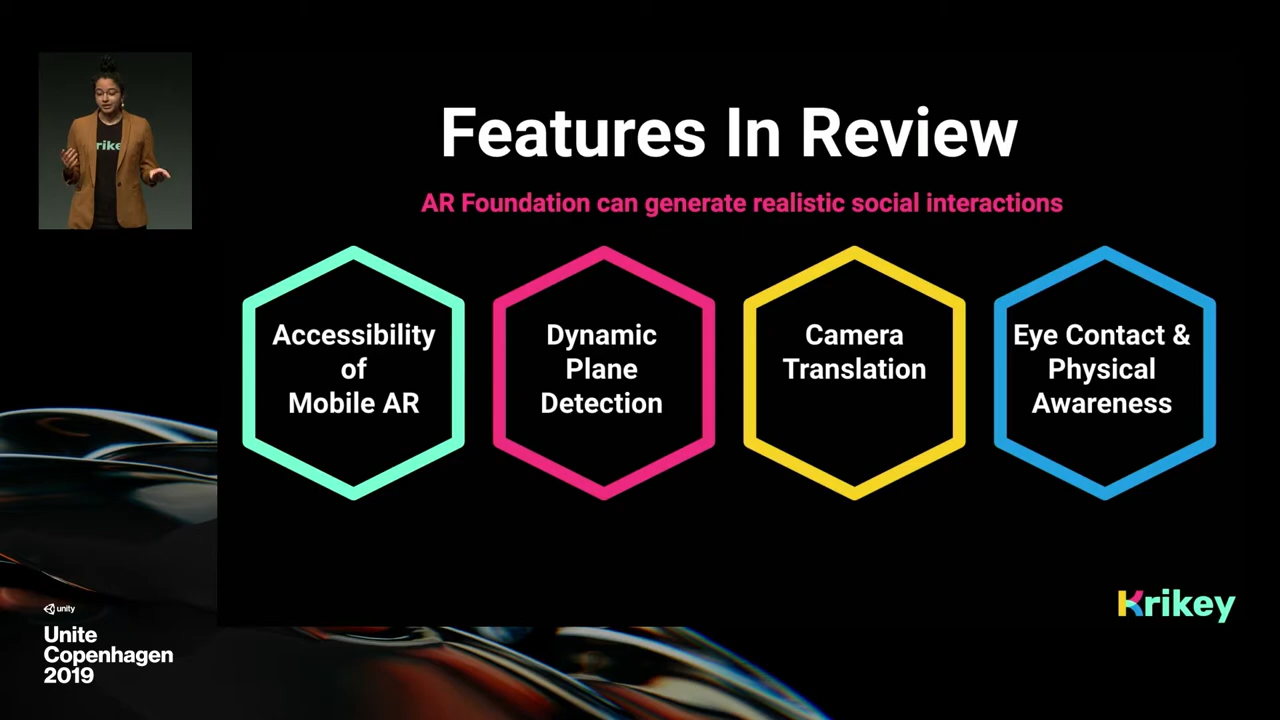 Features In Review
AR Foundation can generate realistic social interactions
Accessibility
of
Mobile AR
Dynamic
Plane
Detection
Camera
Translation
Eye Contact &
Physical
Awareness
Krikey
rike
unity
Unite
Copenhagen
2019